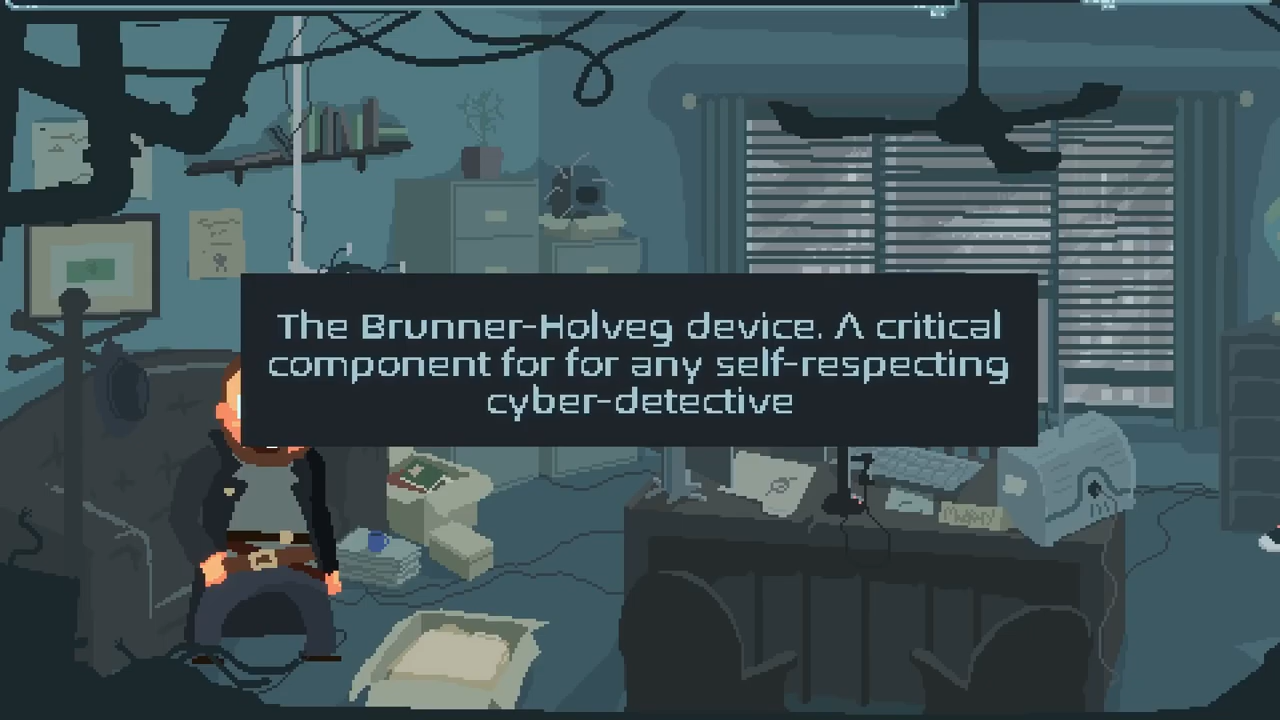 The Brunner-Holveg device. A critical
component for for any self-respecting
cyber-detective